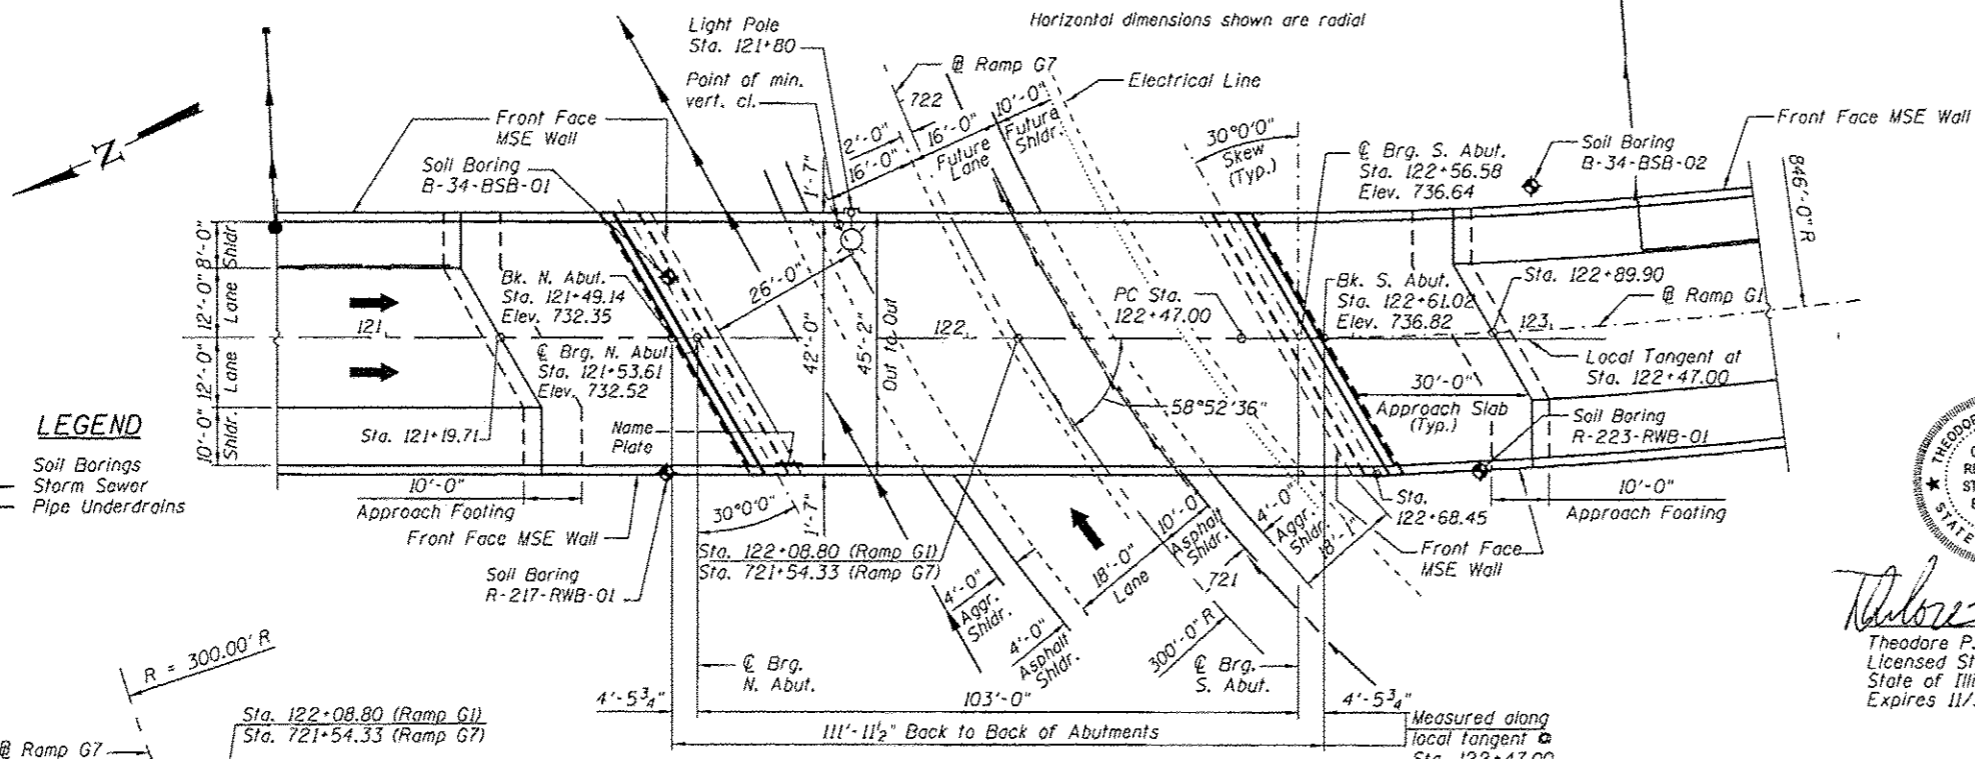 Horizontal dimensions shown are radial
Light Pole
Sta. 121+80
Point of min.
vert. cl.
℄ Ramp G7
722
Electrical Line
10'-0"
Future
Shldr.
16'-0"
Future
Lane
2'-0"
16'-0"
1'-7"
30°0'0"
Skew
(Typ.)
N
Front Face
MSE Wall
Soil Boring
B-34-BSB-01
℄ Brg. S. Abut.
Sta. 122+56.58
Elev. 736.64
Soil Boring
B-34-BSB-02
Front Face MSE Wall
846'-0" R
8'-0"
Shldr.
12'-0"
Lane
12'-0"
Lane
10'-0"
Shldr.
121
Bk. N. Abut.
Sta. 121+49.14
Elev. 732.35
26'-0"
42'-0"
45'-2"
Out to Out
122
PC Sta.
122+47.00
Bk. S. Abut.
Sta. 122+61.02
Elev. 736.82
Sta. 122+89.90
℄ Ramp G1
123
℄ Brg. N. Abut.
Sta. 121+53.61
Elev. 732.52
Local Tangent at
Sta. 122+47.00
58°52'36"
30'-0"
Approach Slab
(Typ.)
Soil Boring
R-223-RWB-01
Sta. 121+19.71
Name
Plate
LEGEND
Soil Borings
Storm Sewer
Pipe Underdrains
10'-0"
Approach Footing
Front Face MSE Wall
30°0'0"
1'-7"
Sta. 122+08.80 (Ramp G1)
Sta. 721+54.33 (Ramp G7)
Soil Boring
R-217-RWB-01
4'-0"
Aggr.
Shldr.
4'-0"
Asphalt
Shldr.
18'-0"
Lane
10'-0"
Asphalt
Shldr.
4'-0"
Aggr.
Shldr.
18'-1"
721
300'-0" R
Sta.
122+68.45
Front Face
MSE Wall
10'-0"
Approach Footing
THEODOR
STATE
Theodore P.
Licensed St
State of Illi
Expires 11/
R = 300.00' R
℄ Brg.
N. Abut.
℄ Brg.
S. Abut.
4'-5¾"
103'-0"
4'-5¾"
111'-11½" Back to Back of Abutments
Measured along
local tangent @
Sta. 122+47.00
Sta. 122+08.80 (Ramp G1)
Sta. 721+54.33 (Ramp G7)
℄ Ramp G7